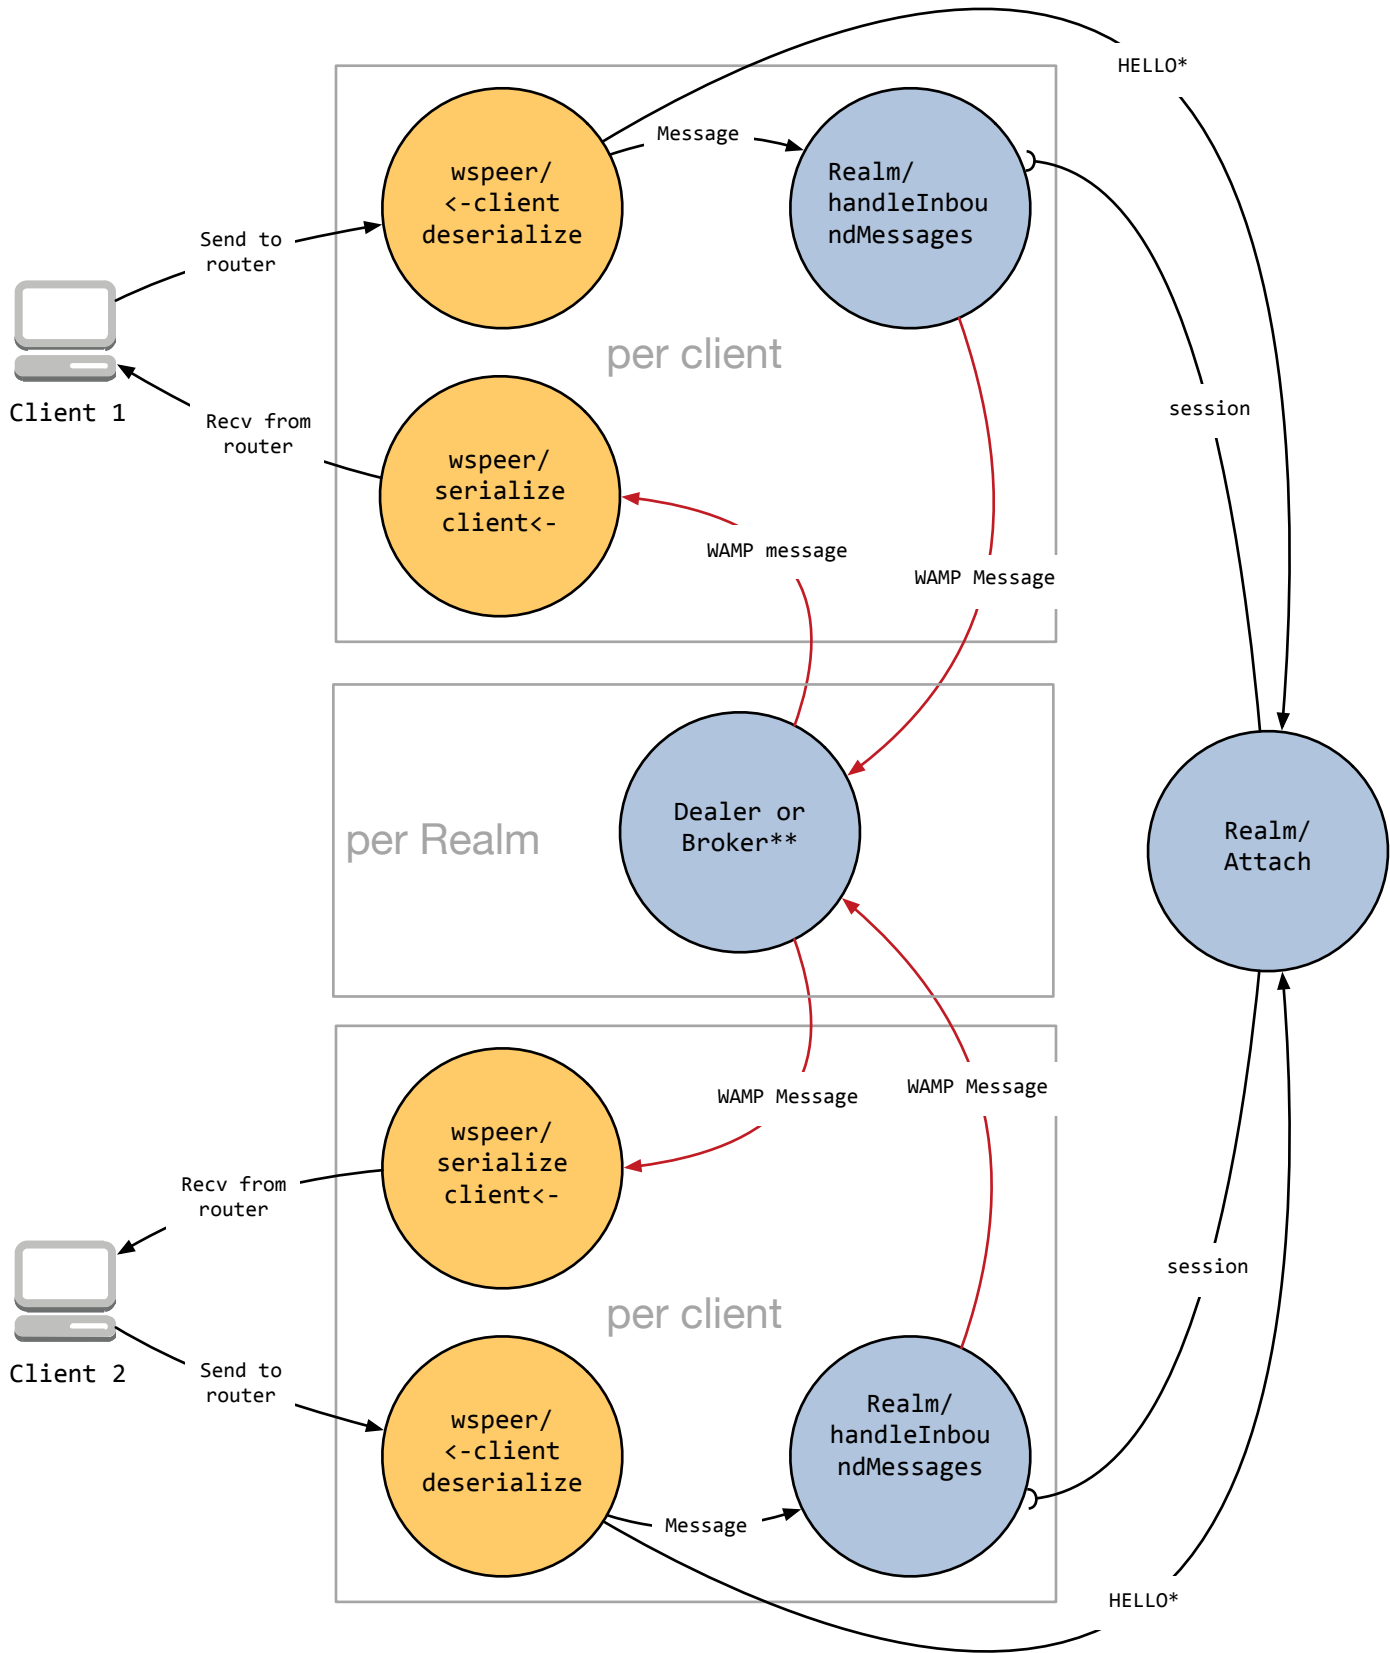 HELLO*
Message
wspeer/
<-client
deserialize
Realm/
handleInbou
ndMessages
Send to
router
per client
Client 1
Recv from
router
session
wspeer/
serialize
client<-
WAMP message
WAMP Message
per Realm
Dealer or
Broker**
Realm/
Attach
WAMP Message
WAMP Message
wspeer/
serialize
client<-
Recv from
router
session
per client
Client 2
Send to
router
wspeer/
<-client
deserialize
Realm/
handleInbou
ndMessages
Message
HELLO*